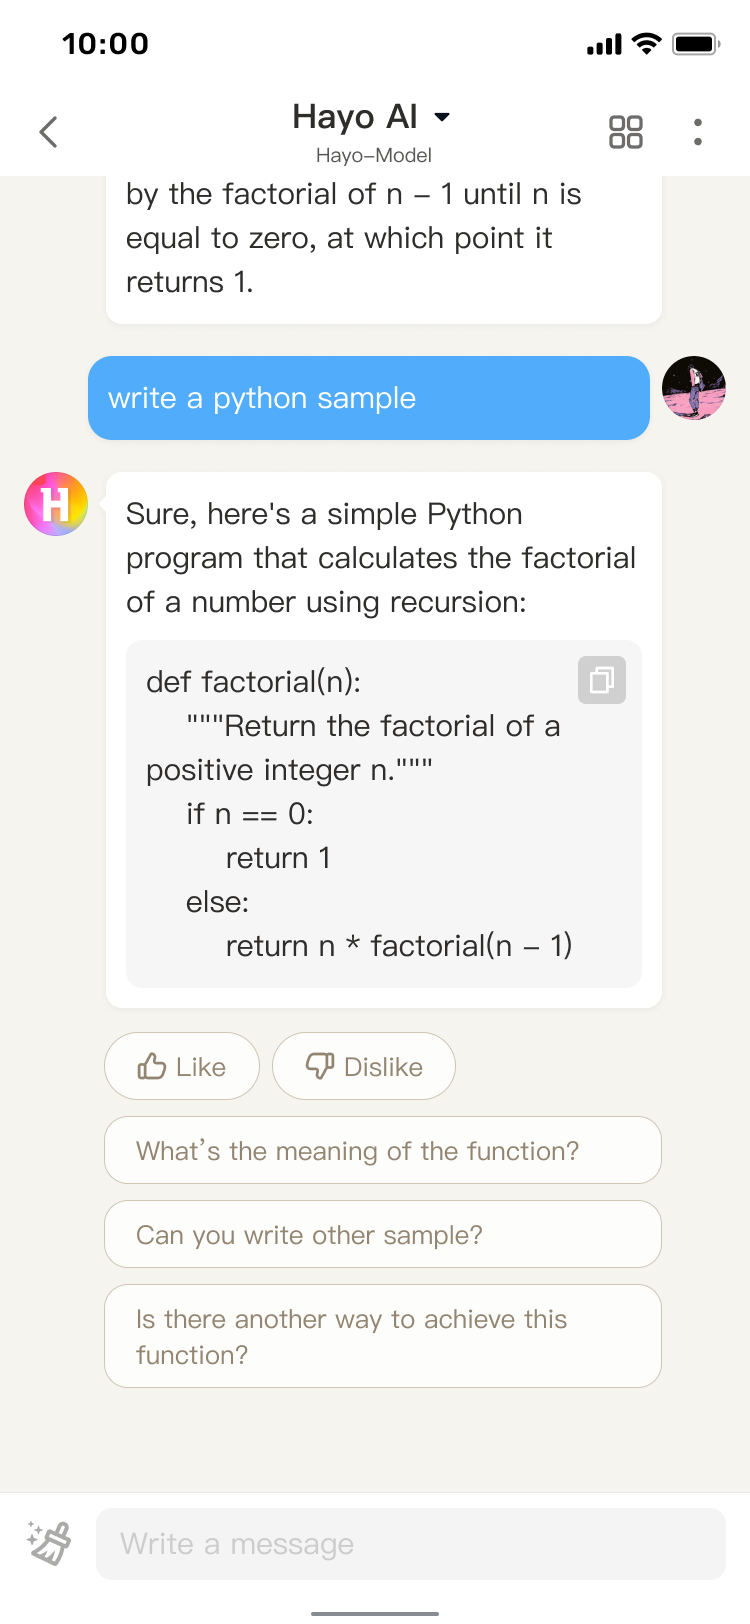 10:00
Hayo AI
Hayo-Model
by the factorial of n – 1 until n is
equal to zero, at which point it
returns 1.
write a python sample
H
Sure, here's a simple Python
program that calculates the factorial
of a number using recursion:
def factorial(n):
    """Return the factorial of a
positive integer n."""
    if n == 0:
        return 1
    else:
        return n * factorial(n – 1)
Like
Dislike
What’s the meaning of the function?
Can you write other sample?
Is there another way to achieve this
function?
Write a message